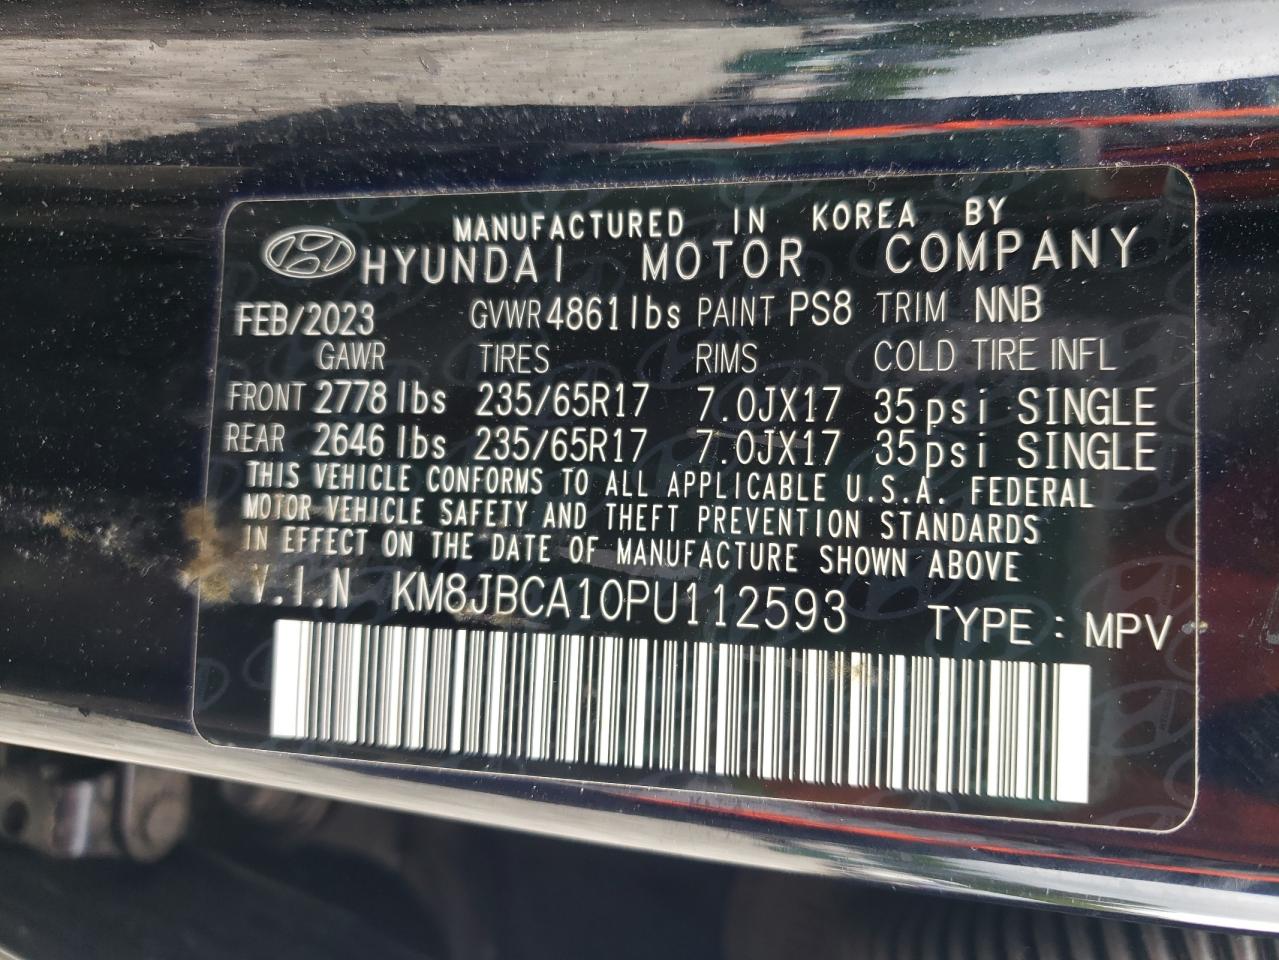 MANUFACTURED IN KOREA BY
HYUNDAI MOTOR COMPANY
FEB/2023 GVWR 4861lbs PAINT PS8 TRIM NNB
GAWR TIRES RIMS COLD TIRE INFL
FRONT 2778 lbs 235/65R17 7.0JX17 35psi SINGLE
REAR 2646 lbs 235/65R17 7.0JX17 35psi SINGLE
THIS VEHICLE CONFORMS TO ALL APPLICABLE U.S.A. FEDERAL
MOTOR VEHICLE SAFETY AND THEFT PREVENTION STANDARDS
IN EFFECT ON THE DATE OF MANUFACTURE SHOWN ABOVE
V.I.N KM8JBCA10PU112593 TYPE : MPV